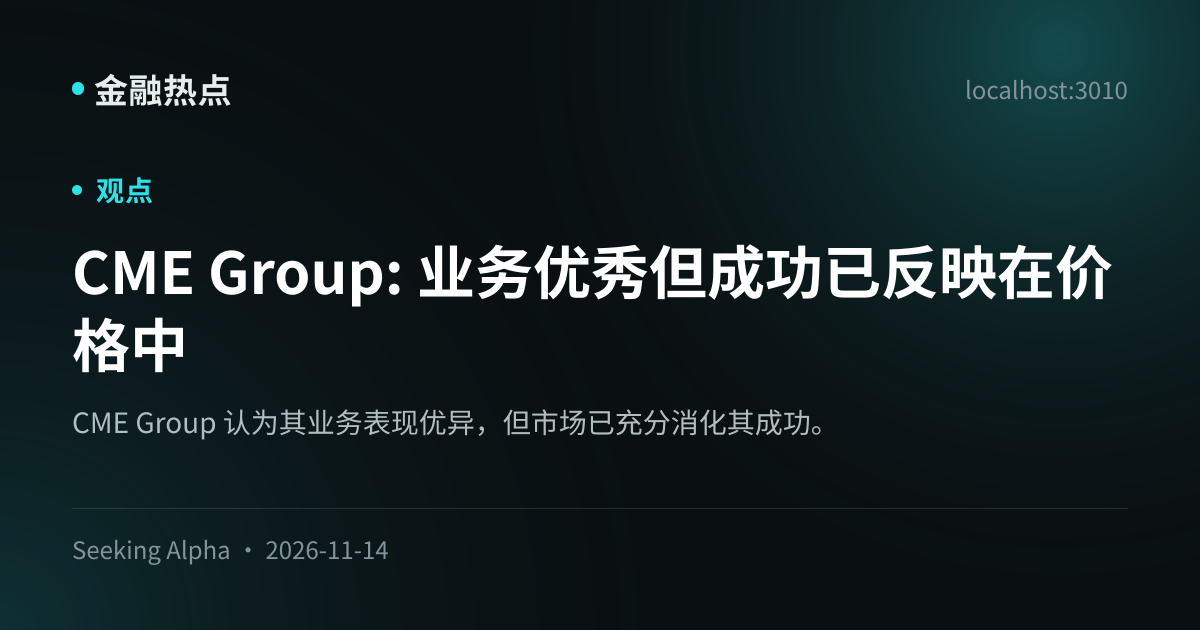 金融热点
localhost:3010
观点
CME Group: 业务优秀但成功已反映在价
格中
CME Group 认为其业务表现优异，但市场已充分消化其成功。
Seeking Alpha · 2026-11-14